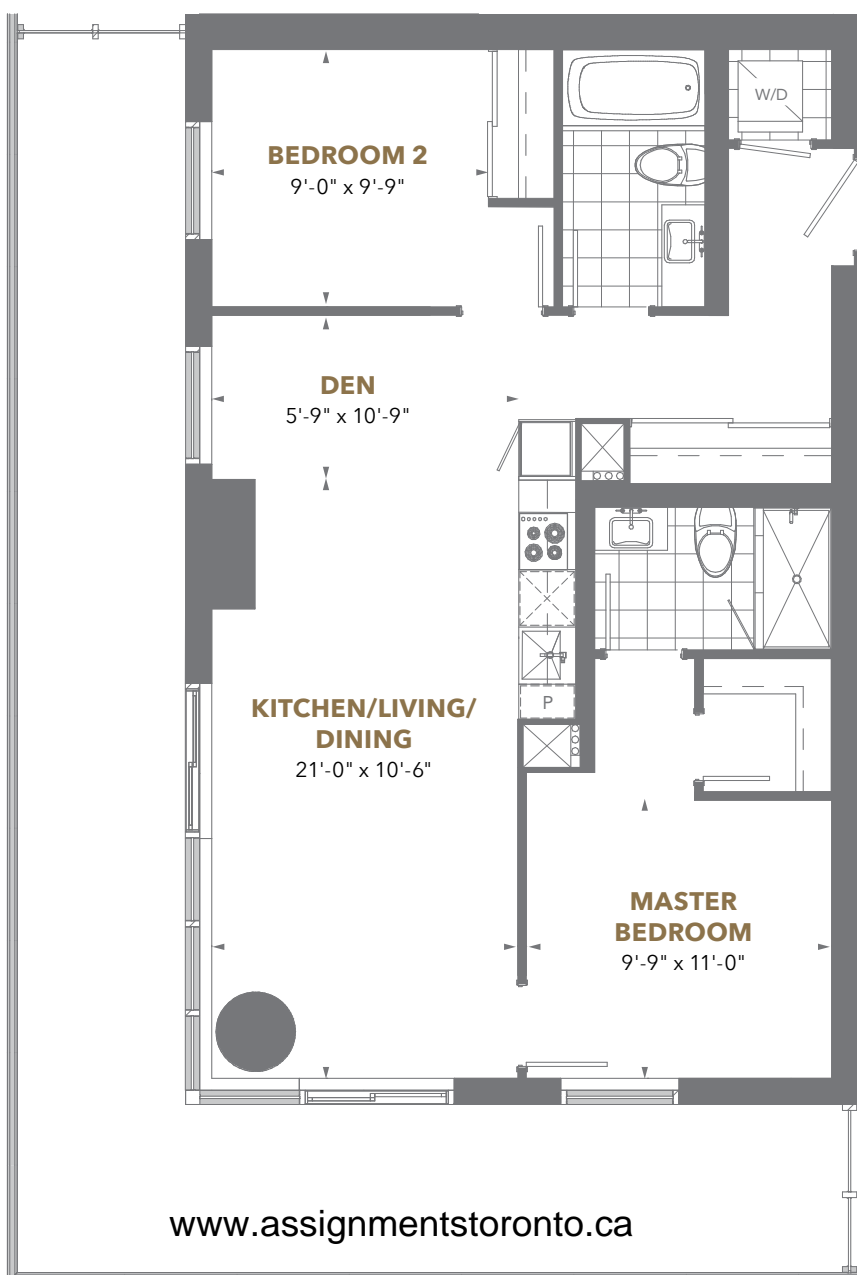 W/D
BEDROOM 2
9'-0" x 9'-9"
DEN
5'-9" x 10'-9"
KITCHEN/LIVING/
DINING
21'-0" x 10'-6"
P
MASTER
BEDROOM
9'-9" x 11'-0"
www.assignmentstoronto.ca